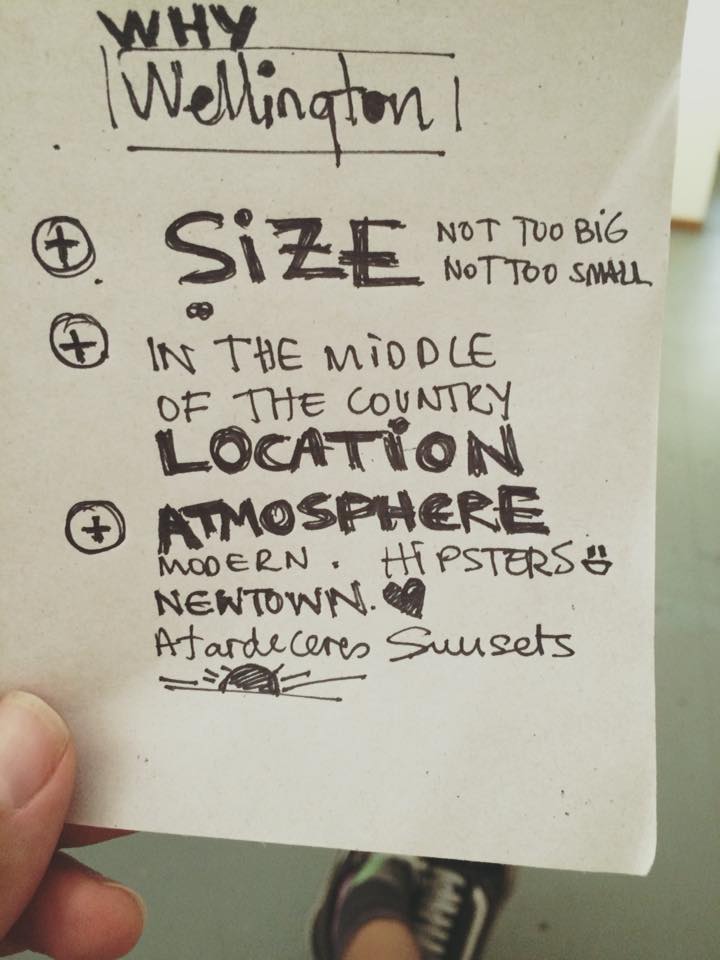 WHY
Wellington
+ SiZE NOT TOO BiG
NOT TOO SMALL
+ IN THE MiDDLE
OF THE COUNTRY
LOCATiON
+ ATMOSPHERE
MODERN. HiPSTERS
NEWTOWN.
Atardeceres Sunsets